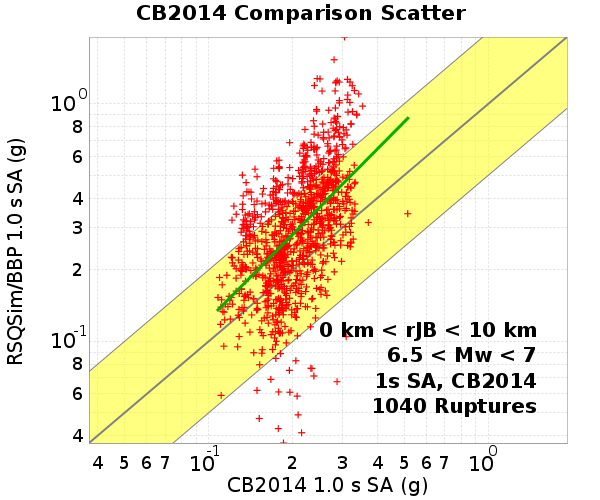 CB2014 Comparison Scatter
RSQSim/BBP 1.0 s SA (g)
10^0
8
6
4
3
2
10^-1
8
6
4
0 km < rJB < 10 km
6.5 < Mw < 7
1s SA, CB2014
1040 Ruptures
4 5 6 7 10^-1 2 3 4 5 6 7 10^0
CB2014 1.0 s SA (g)